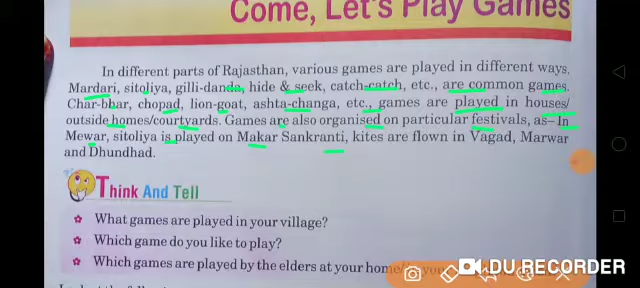 Come, Let's Play Games
In different parts of Rajasthan, various games are played in different ways.
Mardari, sitoliya, gilli-danda, hide & seek, catch-catch, etc., are common games.
Char-bhar, chopad, lion-goat, ashta-changa, etc., games are played in houses/
outside homes/courtyards. Games are also organised on particular festivals, as–In
Mewar, sitoliya is played on Makar Sankranti, kites are flown in Vagad, Marwar
and Dhundhad.
Think And Tell
What games are played in your village?
Which game do you like to play?
Which games are played by the elders at your home/
DU RECORDER